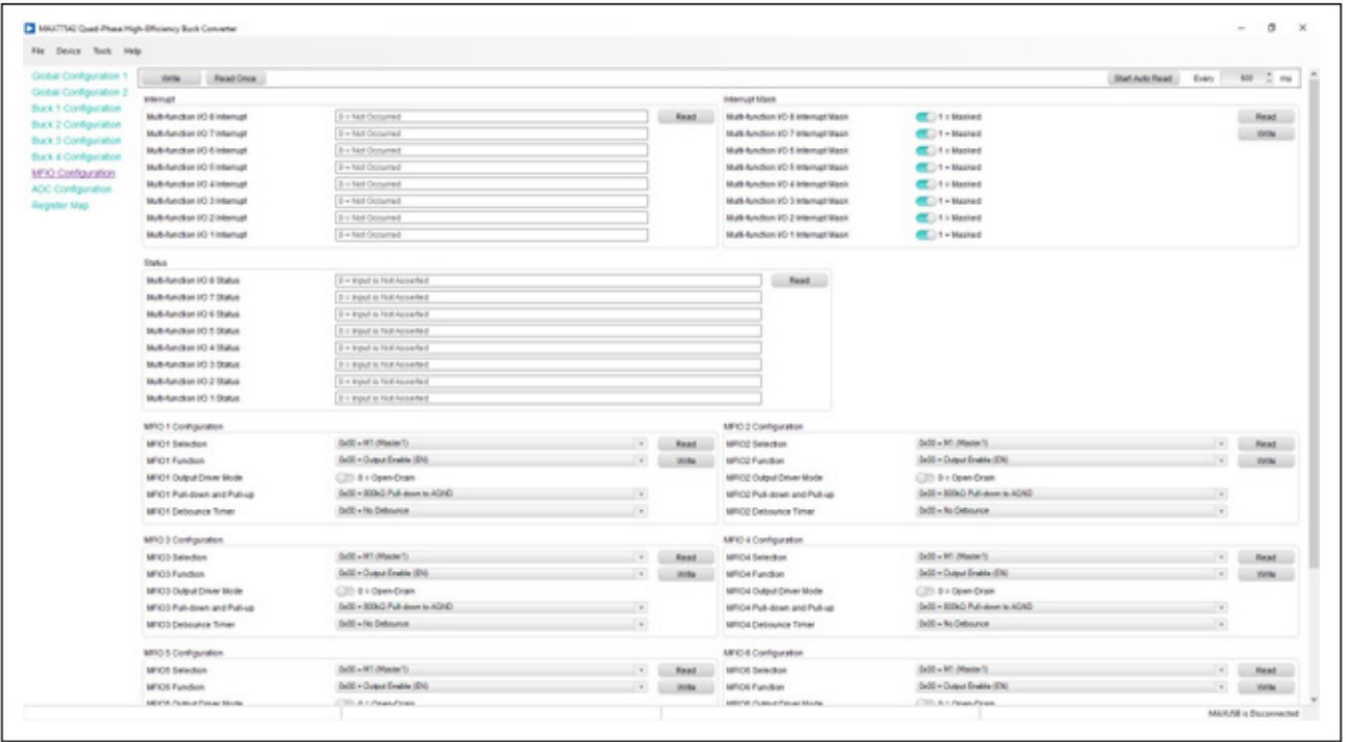 MAX77542 Quad-Phase High-Efficiency Buck Converter
File Device Tools Help
Global Configuration 1
Global Configuration 2
Buck 1 Configuration
Buck 2 Configuration
Buck 3 Configuration
Buck 4 Configuration
MFIO Configuration
ADC Configuration
Register Map
Write Read Once Start Auto Read Every 500 ms
Interrupt
Multi-function I/O 8 Interrupt 0 = Not Occurred Read
Multi-function I/O 7 Interrupt 0 = Not Occurred
Multi-function I/O 6 Interrupt 0 = Not Occurred
Multi-function I/O 5 Interrupt 0 = Not Occurred
Multi-function I/O 4 Interrupt 0 = Not Occurred
Multi-function I/O 3 Interrupt 0 = Not Occurred
Multi-function I/O 2 Interrupt 0 = Not Occurred
Multi-function I/O 1 Interrupt 0 = Not Occurred
Interrupt Mask
Multi-function I/O 8 Interrupt Mask 1 = Masked Read
Multi-function I/O 7 Interrupt Mask 1 = Masked Write
Multi-function I/O 6 Interrupt Mask 1 = Masked
Multi-function I/O 5 Interrupt Mask 1 = Masked
Multi-function I/O 4 Interrupt Mask 1 = Masked
Multi-function I/O 3 Interrupt Mask 1 = Masked
Multi-function I/O 2 Interrupt Mask 1 = Masked
Multi-function I/O 1 Interrupt Mask 1 = Masked
Status
Multi-function I/O 8 Status 0 = Input is Not Asserted Read
Multi-function I/O 7 Status 0 = Input is Not Asserted
Multi-function I/O 6 Status 0 = Input is Not Asserted
Multi-function I/O 5 Status 0 = Input is Not Asserted
Multi-function I/O 4 Status 0 = Input is Not Asserted
Multi-function I/O 3 Status 0 = Input is Not Asserted
Multi-function I/O 2 Status 0 = Input is Not Asserted
Multi-function I/O 1 Status 0 = Input is Not Asserted
MFIO 1 Configuration
MFIO1 Selection 0x00 = M1 (Master1) Read
MFIO1 Function 0x00 = Output Enable (EN) Write
MFIO1 Output Driver Mode 0 = Open-Drain
MFIO1 Pull-down and Pull-up 0x00 = 800kΩ Pull-down to AGND
MFIO1 Debounce Timer 0x00 = No Debounce
MFIO 2 Configuration
MFIO2 Selection 0x00 = M1 (Master1) Read
MFIO2 Function 0x00 = Output Enable (EN) Write
MFIO2 Output Driver Mode 0 = Open-Drain
MFIO2 Pull-down and Pull-up 0x00 = 800kΩ Pull-down to AGND
MFIO2 Debounce Timer 0x00 = No Debounce
MFIO 3 Configuration
MFIO3 Selection 0x00 = M1 (Master1) Read
MFIO3 Function 0x00 = Output Enable (EN) Write
MFIO3 Output Driver Mode 0 = Open-Drain
MFIO3 Pull-down and Pull-up 0x00 = 800kΩ Pull-down to AGND
MFIO3 Debounce Timer 0x00 = No Debounce
MFIO 4 Configuration
MFIO4 Selection 0x00 = M1 (Master1) Read
MFIO4 Function 0x00 = Output Enable (EN) Write
MFIO4 Output Driver Mode 0 = Open-Drain
MFIO4 Pull-down and Pull-up 0x00 = 800kΩ Pull-down to AGND
MFIO4 Debounce Timer 0x00 = No Debounce
MFIO 5 Configuration
MFIO5 Selection 0x00 = M1 (Master1) Read
MFIO5 Function 0x00 = Output Enable (EN) Write
MFIO5 Output Driver Mode 0 = Open-Drain
MFIO 6 Configuration
MFIO6 Selection 0x00 = M1 (Master1) Read
MFIO6 Function 0x00 = Output Enable (EN) Write
MFIO6 Output Driver Mode 0 = Open-Drain
MAXUSB is Disconnected